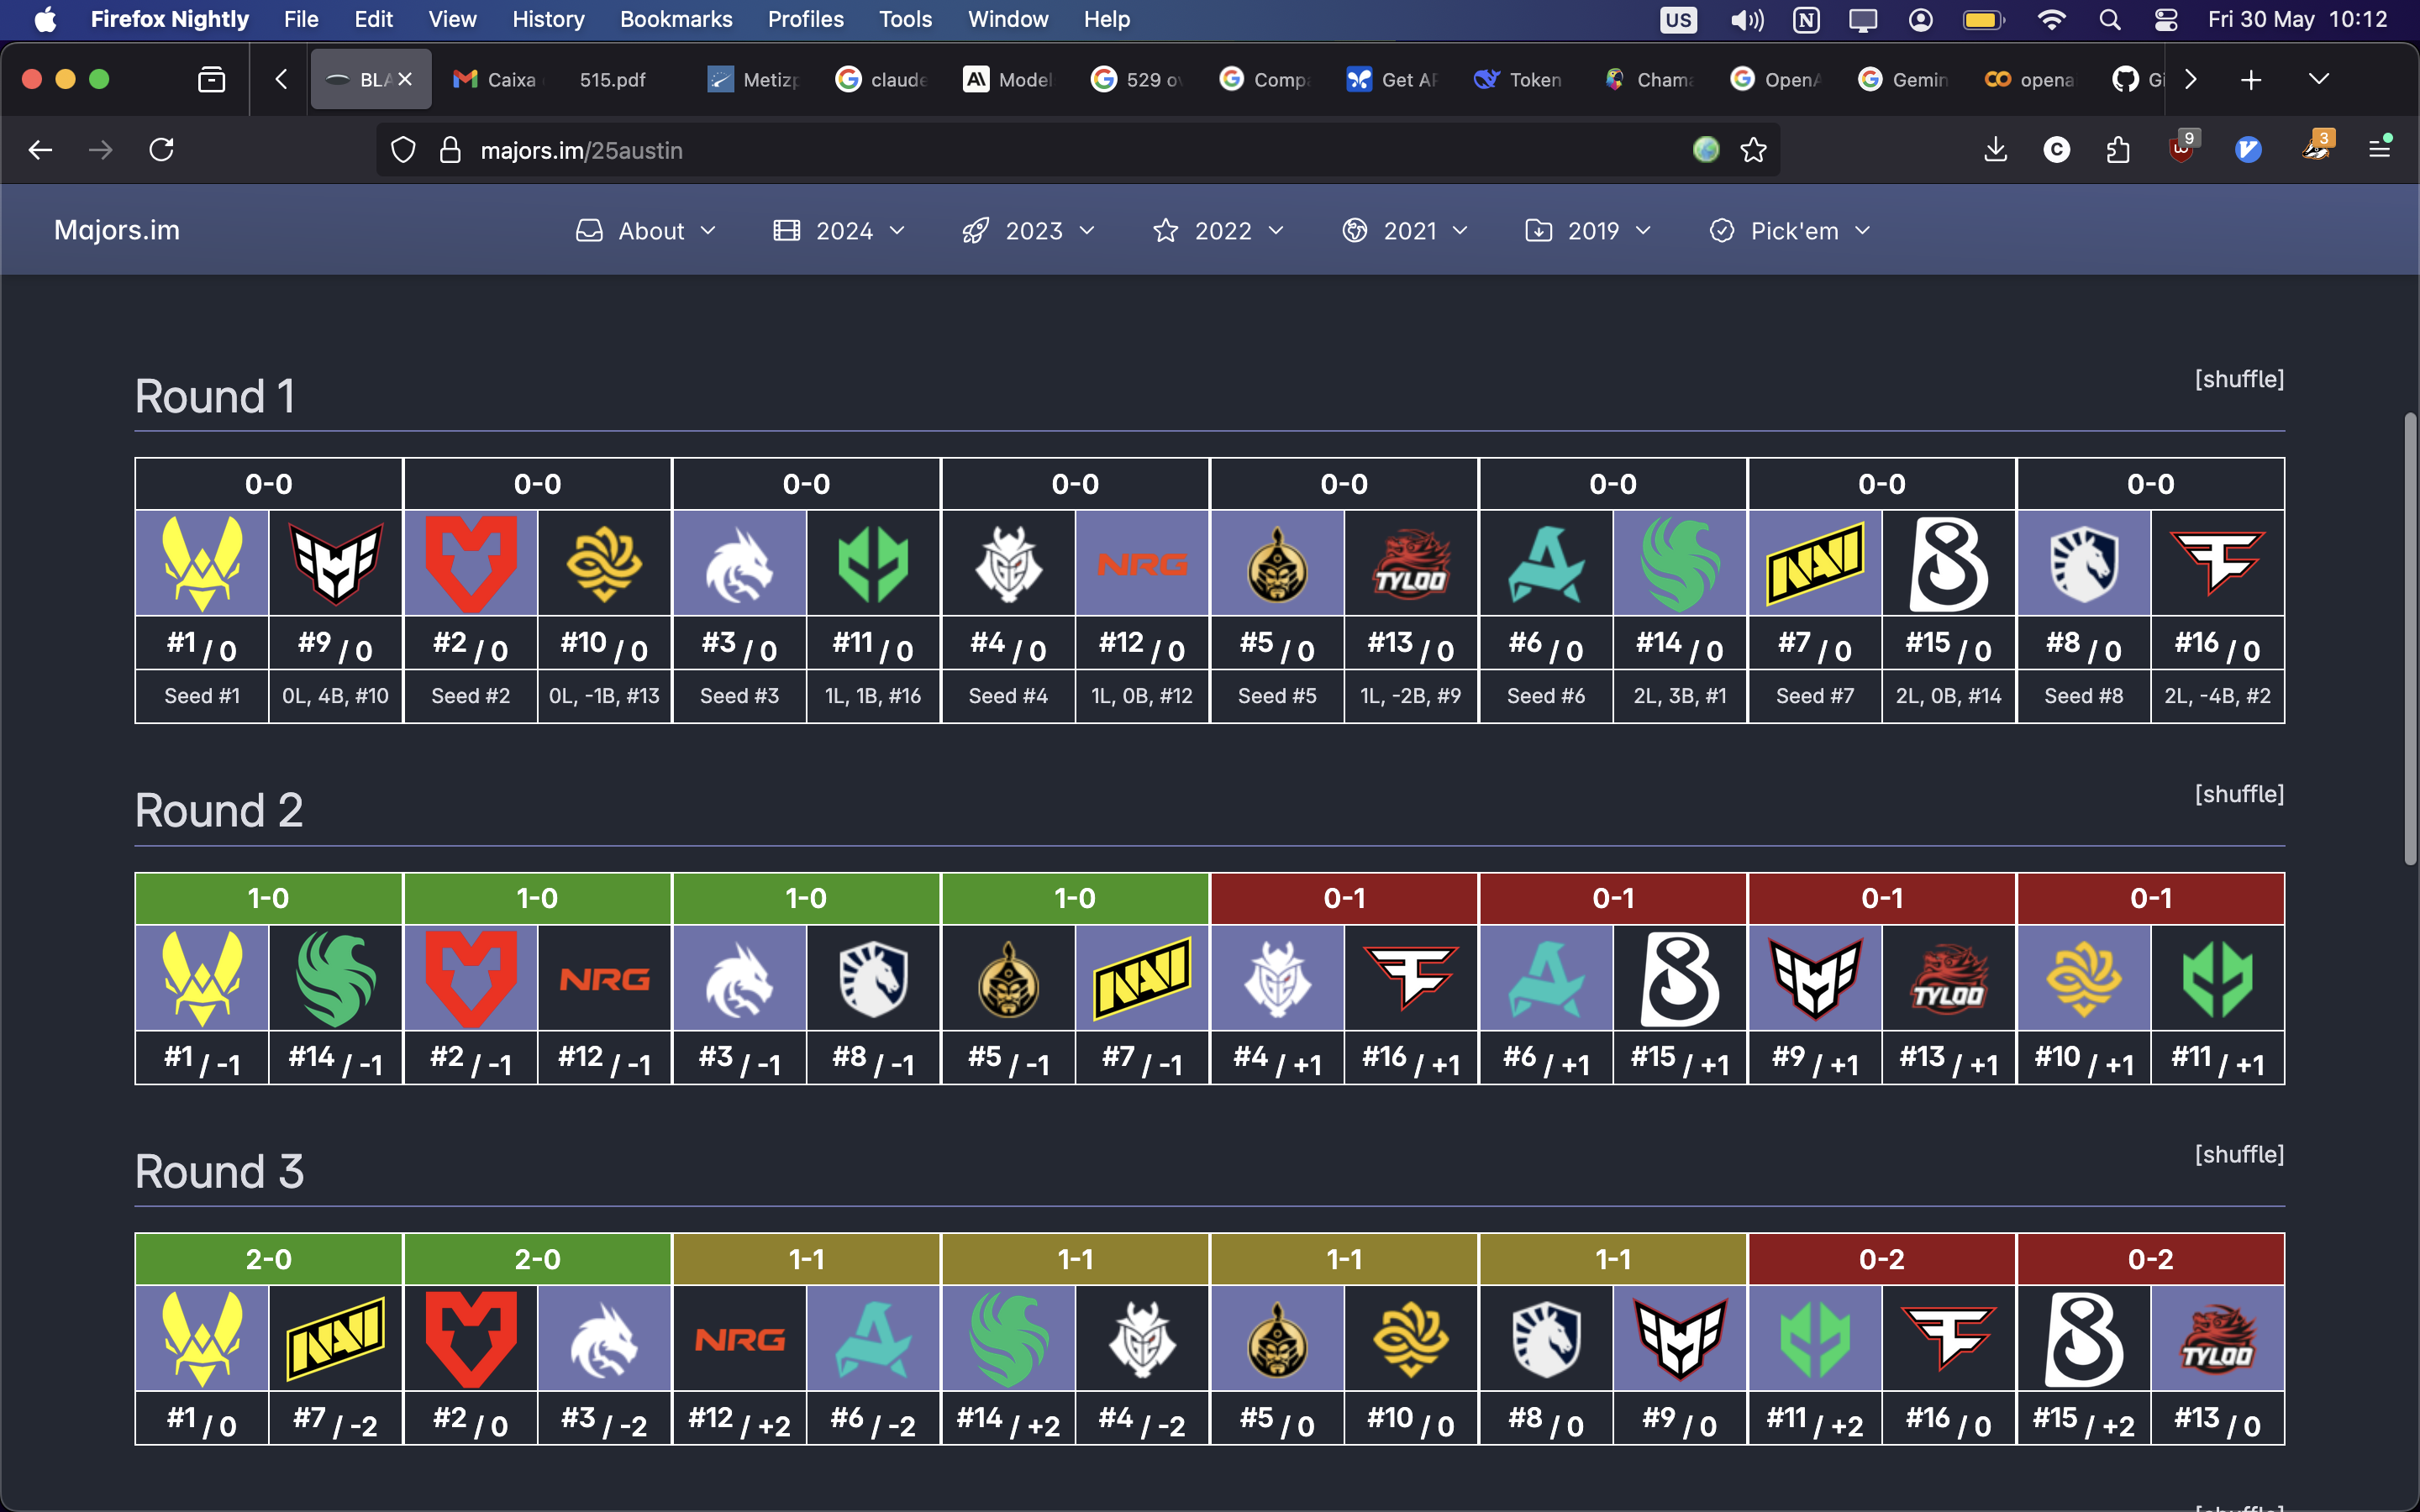 Firefox Nightly File Edit View History Bookmarks Profiles Tools Window Help US Fri 30 May 10:12
BLA Caixa 515.pdf Metizp claude Model 529 o Comp Get AP Token Chama OpenA Gemin opena Gi
majors.im/25austin 9 3
Majors.im About 2024 2023 2022 2021 2019 Pick'em
Round 1 [shuffle]
0-0 0-0 0-0 0-0 0-0 0-0 0-0 0-0
NRG TYLOO NAVI
#1 / 0 #9 / 0 #2 / 0 #10 / 0 #3 / 0 #11 / 0 #4 / 0 #12 / 0 #5 / 0 #13 / 0 #6 / 0 #14 / 0 #7 / 0 #15 / 0 #8 / 0 #16 / 0
Seed #1 0L, 4B, #10 Seed #2 0L, -1B, #13 Seed #3 1L, 1B, #16 Seed #4 1L, 0B, #12 Seed #5 1L, -2B, #9 Seed #6 2L, 3B, #1 Seed #7 2L, 0B, #14 Seed #8 2L, -4B, #2
Round 2 [shuffle]
1-0 1-0 1-0 1-0 0-1 0-1 0-1 0-1
NRG NAVI TYLOO
#1 / -1 #14 / -1 #2 / -1 #12 / -1 #3 / -1 #8 / -1 #5 / -1 #7 / -1 #4 / +1 #16 / +1 #6 / +1 #15 / +1 #9 / +1 #13 / +1 #10 / +1 #11 / +1
Round 3 [shuffle]
2-0 2-0 1-1 1-1 1-1 1-1 0-2 0-2
NAVI NRG TYLOO
#1 / 0 #7 / -2 #2 / 0 #3 / -2 #12 / +2 #6 / -2 #14 / +2 #4 / -2 #5 / 0 #10 / 0 #8 / 0 #9 / 0 #11 / +2 #16 / 0 #15 / +2 #13 / 0